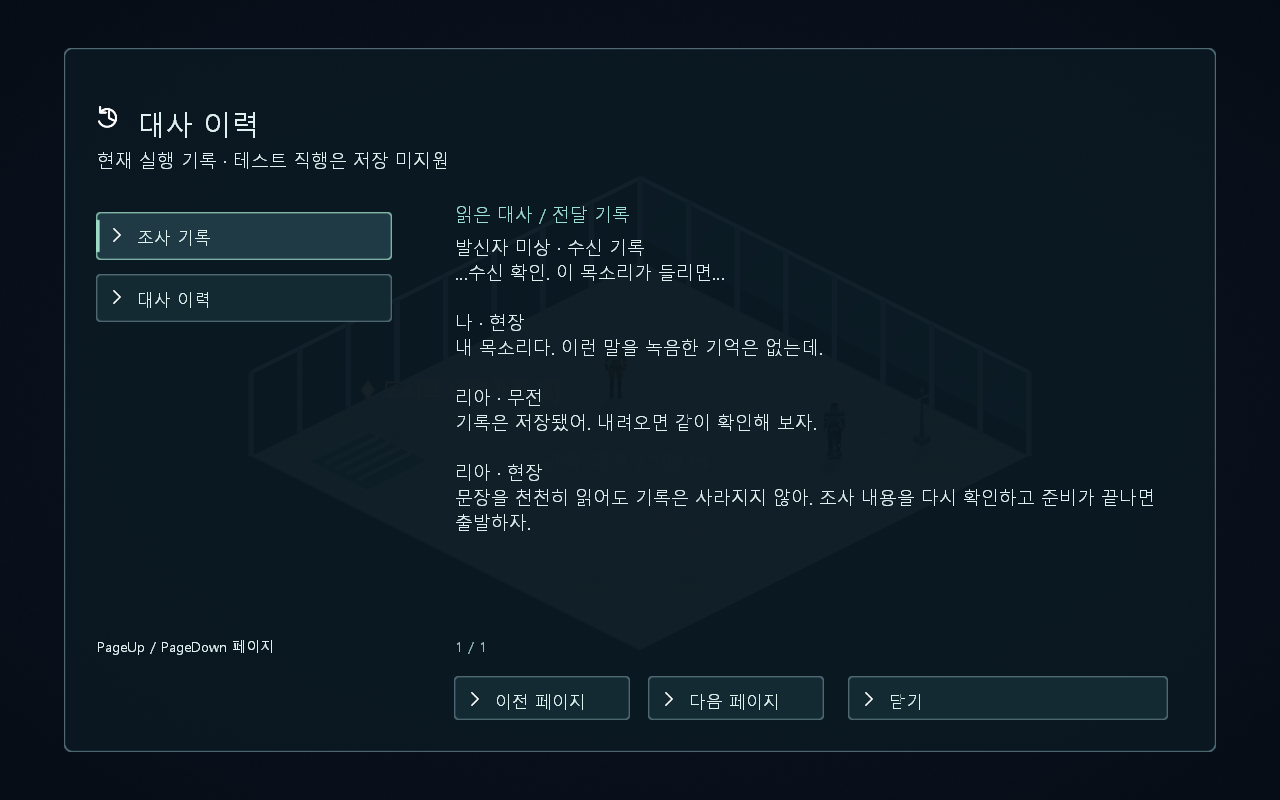 대사 이력
현재 실행 기록 · 테스트 직행은 저장 미지원
조사 기록
대사 이력
읽은 대사 / 전달 기록
발신자 미상 · 수신 기록
...수신 확인. 이 목소리가 들리면...
나 · 현장
내 목소리다. 이런 말을 녹음한 기억은 없는데.
리아 · 무전
기록은 저장됐어. 내려오면 같이 확인해 보자.
리아 · 현장
문장을 천천히 읽어도 기록은 사라지지 않아. 조사 내용을 다시 확인하고 준비가 끝나면
출발하자.
PageUp / PageDown 페이지
1 / 1
이전 페이지
다음 페이지
닫기